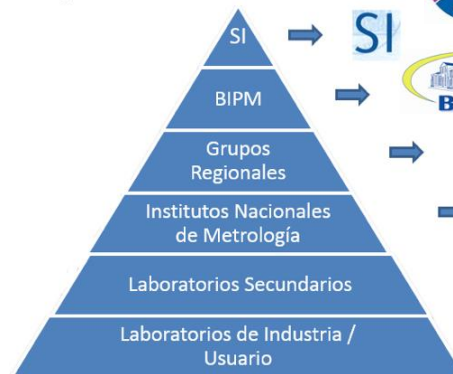 SI
SI
BIPM
Grupos
Regionales
Institutos Nacionales
de Metrología
Laboratorios Secundarios
Laboratorios de Industria /
Usuario